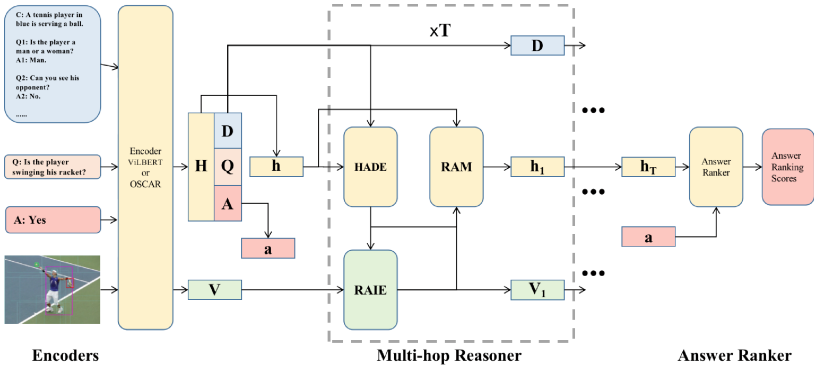 C: A tennis player in
blue is serving a ball.
Q1: Is the player a
man or a woman?
A1: Man.
Q2: Can you see his
opponent?
A2: No.
......
Q: Is the player
swinging his racket?
A: Yes
Encoder
ViLBERT
or
OSCAR
H
D
Q
A
h
a
V
xT
HADE
RAM
RAIE
D
h1
V1
•••
•••
•••
hT
a
Answer
Ranker
Answer
Ranking
Scores
Encoders
Multi-hop Reasoner
Answer Ranker